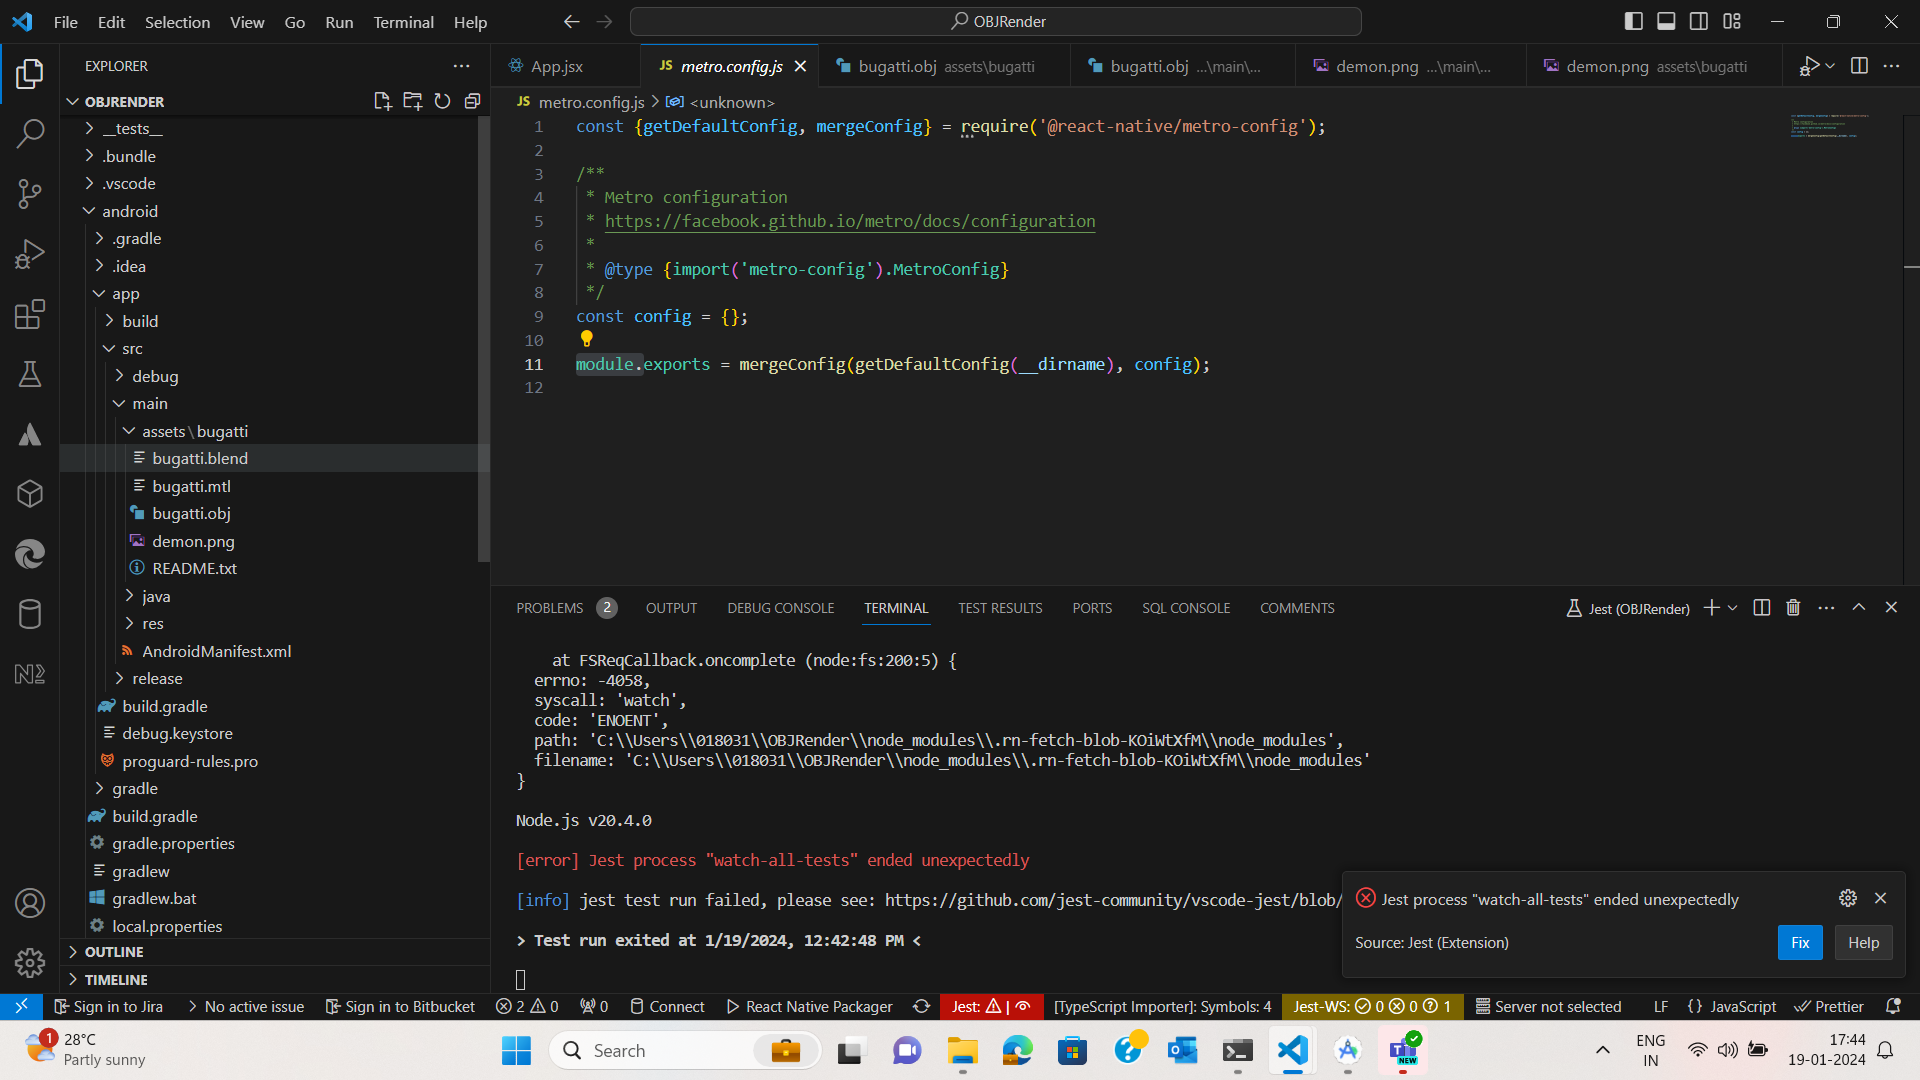 File Edit Selection View Go Run Terminal Help
OBJRender
EXPLORER
OBJRENDER
__tests__
.bundle
.vscode
android
.gradle
.idea
app
build
src
debug
main
assets\bugatti
bugatti.blend
bugatti.mtl
bugatti.obj
demon.png
README.txt
java
res
AndroidManifest.xml
release
build.gradle
debug.keystore
proguard-rules.pro
gradle
build.gradle
gradle.properties
gradlew
gradlew.bat
local.properties
OUTLINE
TIMELINE
App.jsx
JS metro.config.js
bugatti.obj assets\bugatti
bugatti.obj ...\main\...
demon.png ...\main\...
demon.png assets\bugatti
JS metro.config.js > <unknown>
1 const {getDefaultConfig, mergeConfig} = require('@react-native/metro-config');
2
3 /**
4 * Metro configuration
5 * https://facebook.github.io/metro/docs/configuration
6 *
7 * @type {import('metro-config').MetroConfig}
8 */
9 const config = {};
10
11 module.exports = mergeConfig(getDefaultConfig(__dirname), config);
12
PROBLEMS 2 OUTPUT DEBUG CONSOLE TERMINAL TEST RESULTS PORTS SQL CONSOLE COMMENTS
Jest (OBJRender)
at FSReqCallback.oncomplete (node:fs:200:5) {
errno: -4058,
syscall: 'watch',
code: 'ENOENT',
path: 'C:\\Users\\018031\\OBJRender\\node_modules\\.rn-fetch-blob-KOiWtXfM\\node_modules',
filename: 'C:\\Users\\018031\\OBJRender\\node_modules\\.rn-fetch-blob-KOiWtXfM\\node_modules'
}
Node.js v20.4.0
[error] Jest process "watch-all-tests" ended unexpectedly
[info] jest test run failed, please see: https://github.com/jest-community/vscode-jest/blob/
> Test run exited at 1/19/2024, 12:42:48 PM <
Jest process "watch-all-tests" ended unexpectedly
Source: Jest (Extension)
Fix
Help
Sign in to Jira No active issue Sign in to Bitbucket 2 0 0 Connect React Native Packager Jest: | [TypeScript Importer]: Symbols: 4 Jest-WS: 0 0 1 Server not selected LF {} JavaScript Prettier
1
28°C
Partly sunny
Search
NEW
ENG
IN
17:44
19-01-2024